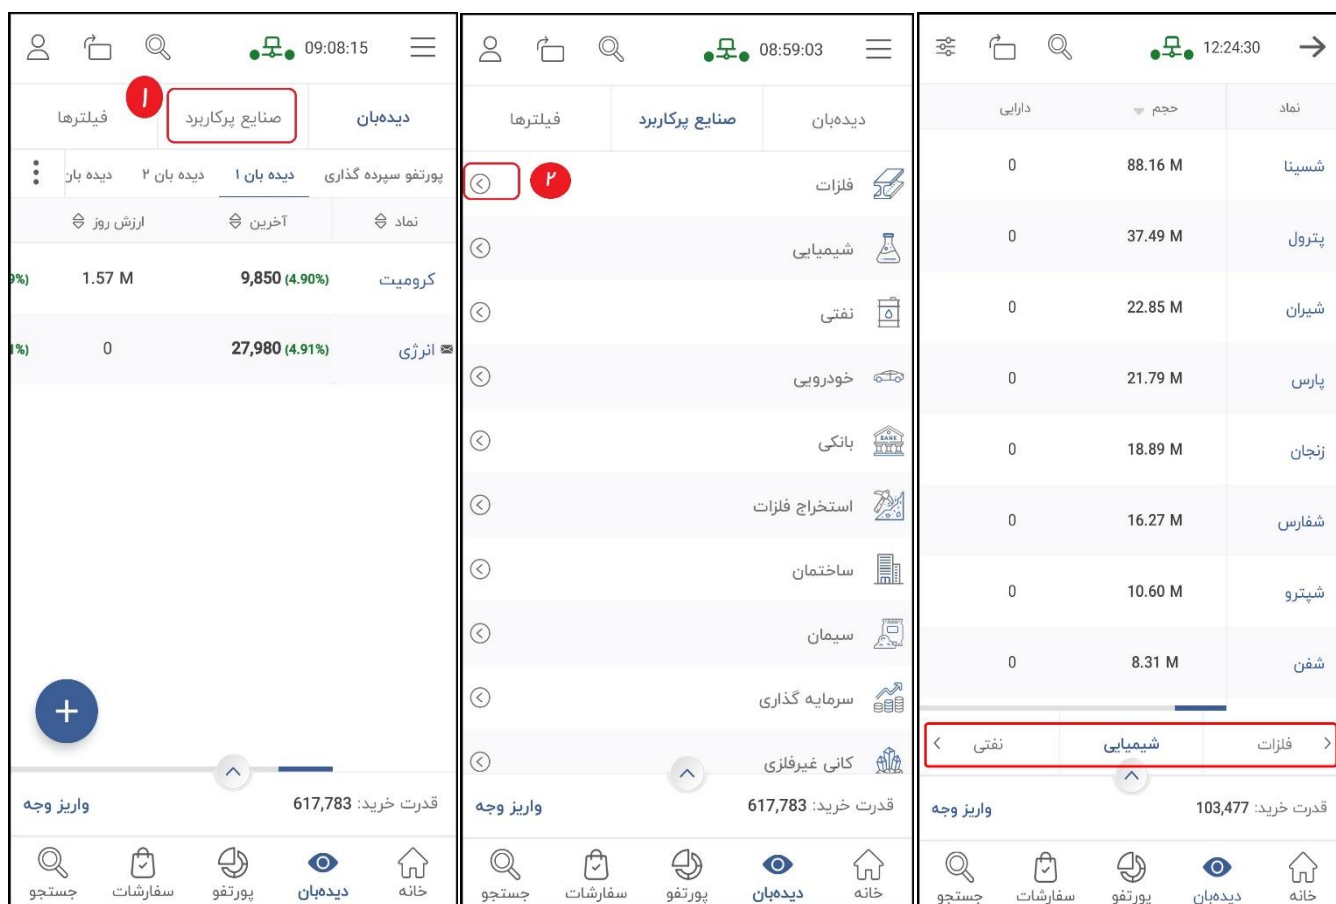 09:08:15
دیده‌بان صنایع پرکاربرد ۱ فیلترها
پورتفو سپرده گذاری دیده بان ۱ دیده بان ۲ دیده بان
نماد آخرین ارزش روز
کرومیت 9,850 (4.90%) 1.57 M 9%)
انرژی 27,980 (4.91%) 0 1%)
+
قدرت خرید: 617,783 واریز وجه
خانه دیده‌بان پورتفو سفارشات جستجو
08:59:03
دیده‌بان صنایع پرکاربرد فیلترها
فلزات ۲
شیمیایی
نفتی
خودرویی
BANK بانکی
استخراج فلزات
ساختمان
سیمان
سرمایه گذاری
کانی غیرفلزی
قدرت خرید: 617,783 واریز وجه
خانه دیده‌بان پورتفو سفارشات جستجو
12:24:30
نماد حجم دارایی
شسینا 88.16 M 0
پترول 37.49 M 0
شیران 22.85 M 0
پارس 21.79 M 0
زنجان 18.89 M 0
شفارس 16.27 M 0
شپترو 10.60 M 0
شفن 8.31 M 0
فلزات شیمیایی نفتی
قدرت خرید: 103,477 واریز وجه
خانه دیده‌بان پورتفو سفارشات جستجو